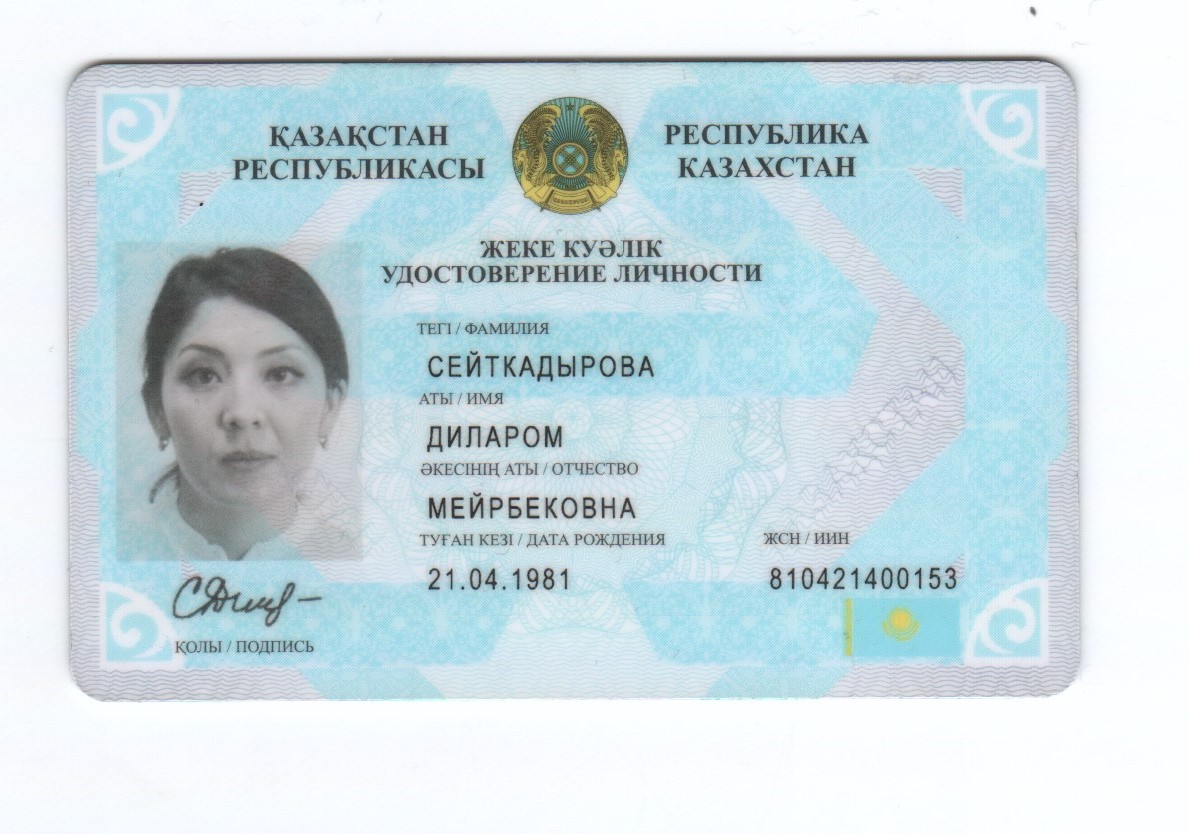 ҚАЗАҚСТАН
РЕСПУБЛИКАСЫ
РЕСПУБЛИКА
КАЗАХСТАН
ЖЕКЕ КУӘЛІК
УДОСТОВЕРЕНИЕ ЛИЧНОСТИ
ТЕГІ / ФАМИЛИЯ
СЕЙТКАДЫРОВА
АТЫ / ИМЯ
ДИЛАРОМ
ӘКЕСІНІҢ АТЫ / ОТЧЕСТВО
МЕЙРБЕКОВНА
ТУҒАН КЕЗІ / ДАТА РОЖДЕНИЯ
ЖСН / ИИН
21.04.1981
810421400153
ҚОЛЫ / ПОДПИСЬ